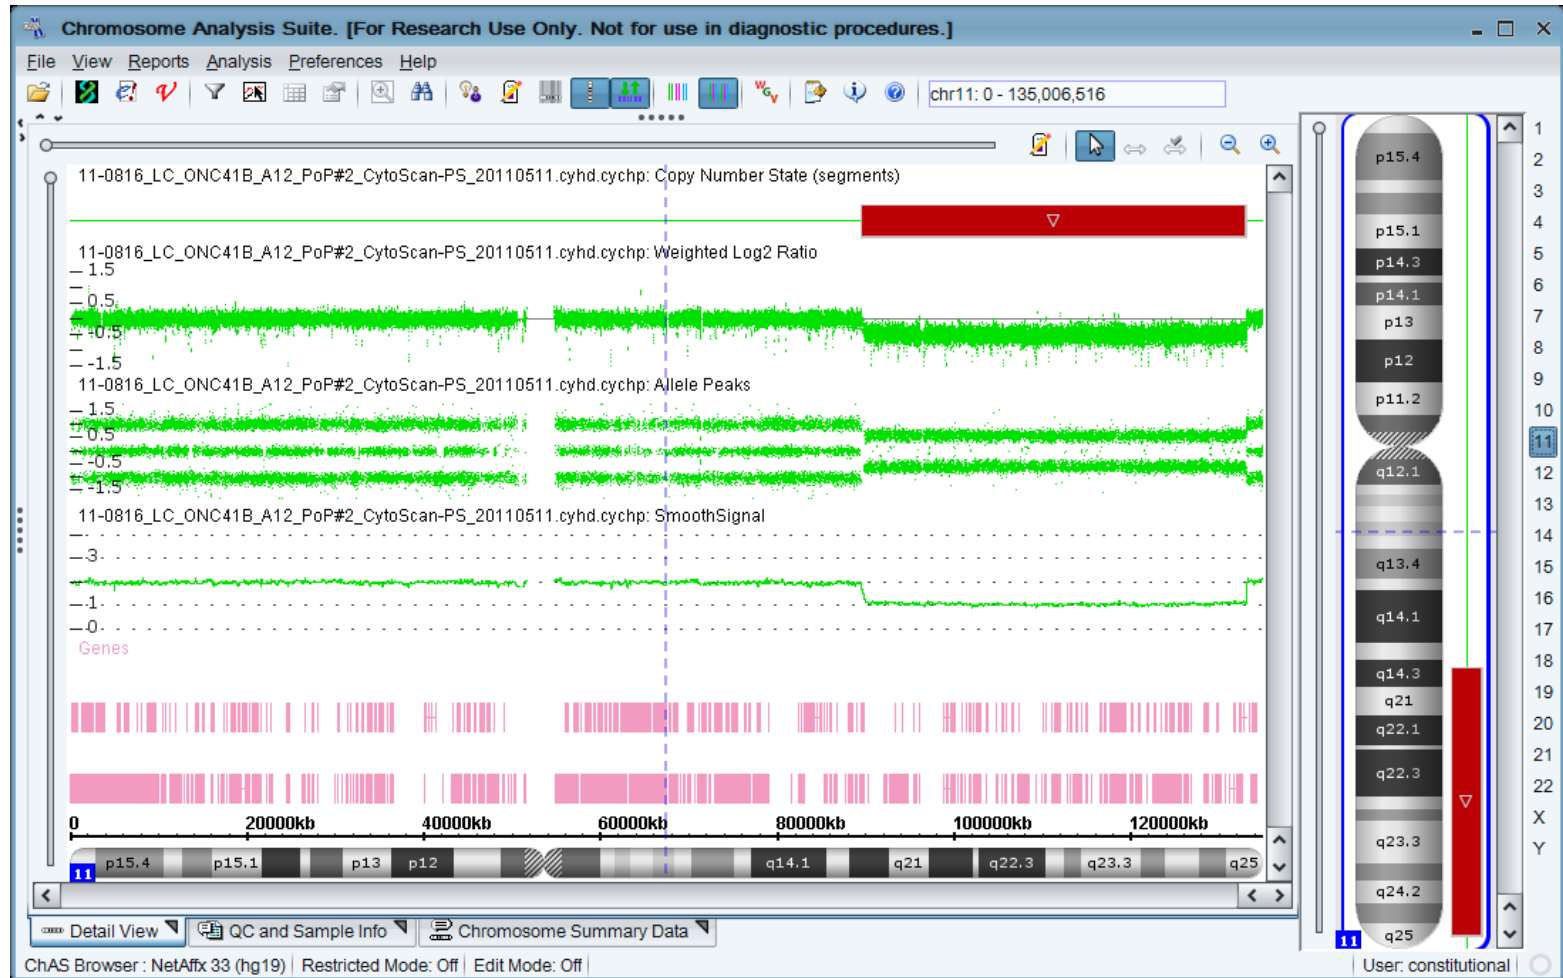 Chromosome Analysis Suite. [For Research Use Only. Not for use in diagnostic procedures.]
File View Reports Analysis Preferences Help
chr11: 0 - 135,006,516
11-0816_LC_ONC41B_A12_PoP#2_CytoScan-PS_20110511.cyhd.cychp: Copy Number State (segments)
11-0816_LC_ONC41B_A12_PoP#2_CytoScan-PS_20110511.cyhd.cychp: Weighted Log2 Ratio
1.5
0.5
-0.5
-1.5
11-0816_LC_ONC41B_A12_PoP#2_CytoScan-PS_20110511.cyhd.cychp: Allele Peaks
1.5
0.5
-0.5
-1.5
11-0816_LC_ONC41B_A12_PoP#2_CytoScan-PS_20110511.cyhd.cychp: SmoothSignal
3
1
0
Genes
0 20000kb 40000kb 60000kb 80000kb 100000kb 120000kb
11 p15.4 p15.1 p13 p12 q14.1 q21 q22.3 q23.3 q25
Detail View QC and Sample Info Chromosome Summary Data
ChAS Browser : NetAffx 33 (hg19) Restricted Mode: Off Edit Mode: Off
p15.4
p15.1
p14.3
p14.1
p13
p12
p11.2
q12.1
q13.4
q14.1
q14.3
q21
q22.1
q22.3
q23.3
q24.2
q25
11
1
2
3
4
5
6
7
8
9
10
11
12
13
14
15
16
17
18
19
20
21
22
X
Y
User: constitutional